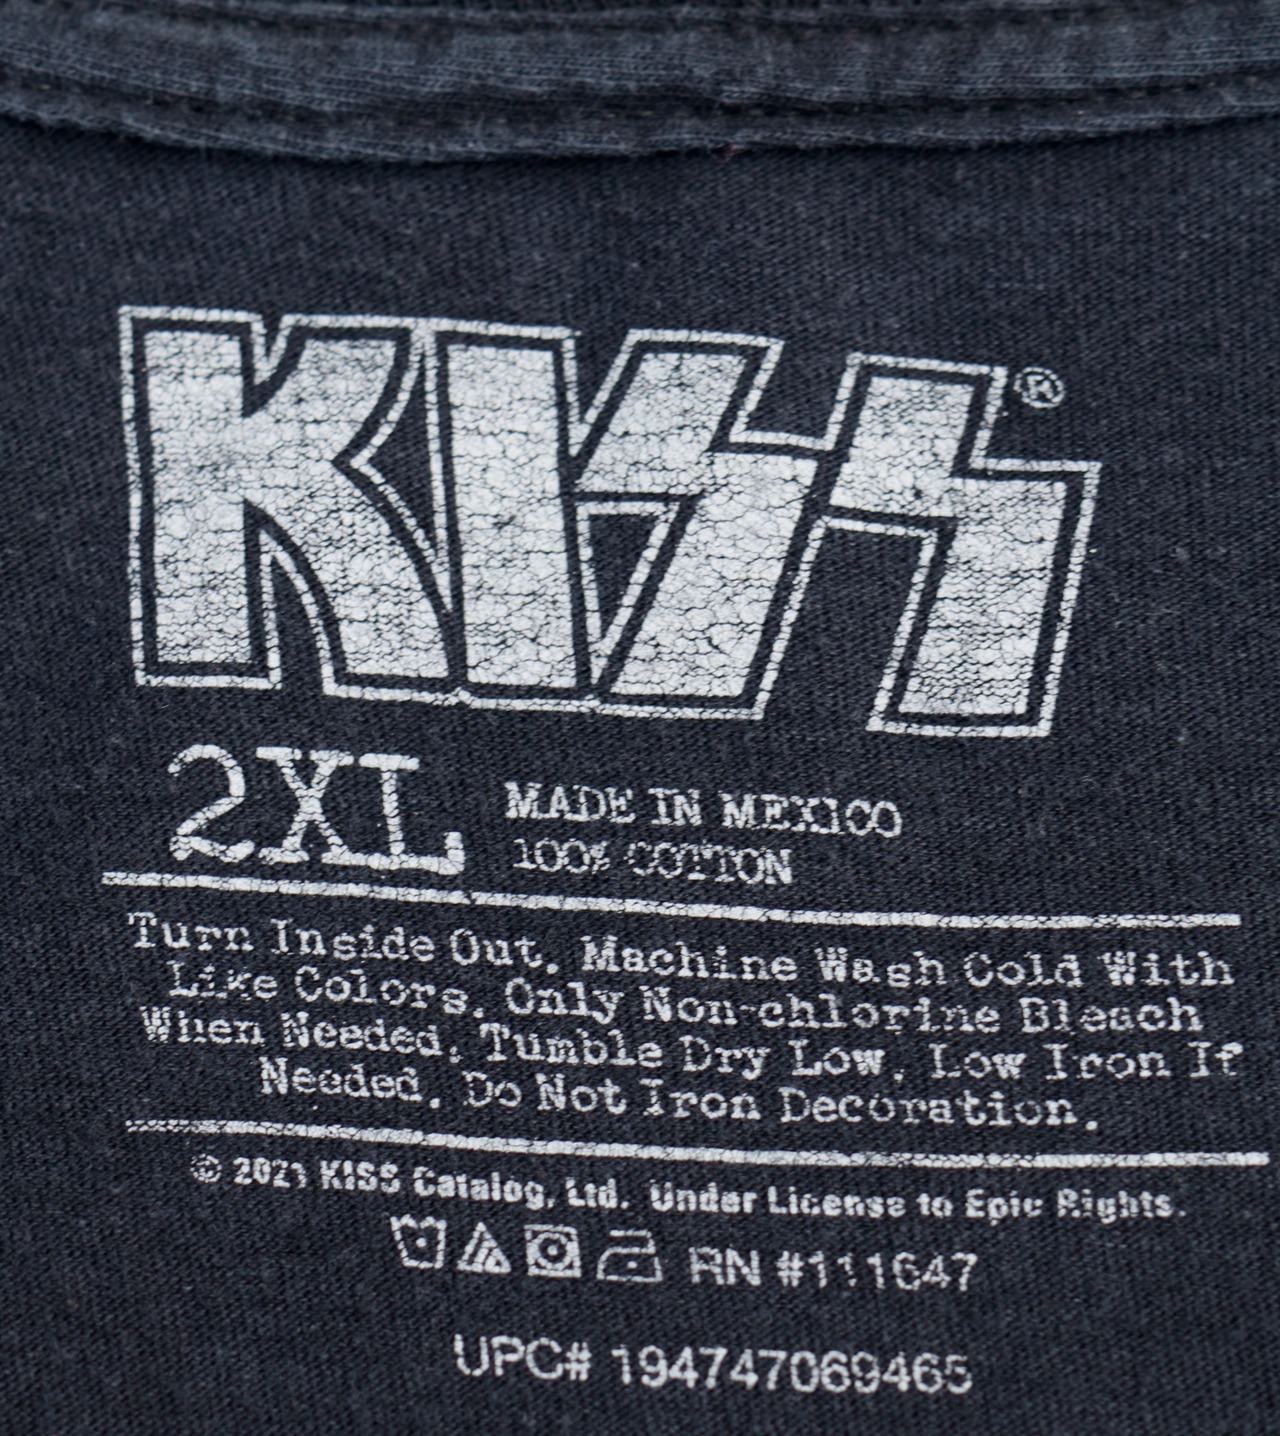 KISS®
2XL
MADE IN MEXICO
100% COTTON
Turn Inside Out. Machine Wash Cold With
Like Colors. Only Non-chlorine Bleach
When Needed. Tumble Dry Low. Low Iron If
Needed. Do Not Iron Decoration.
© 2021 KISS Catalog, Ltd. Under License to Epic Rights.
RN #111647
UPC# 194747069465